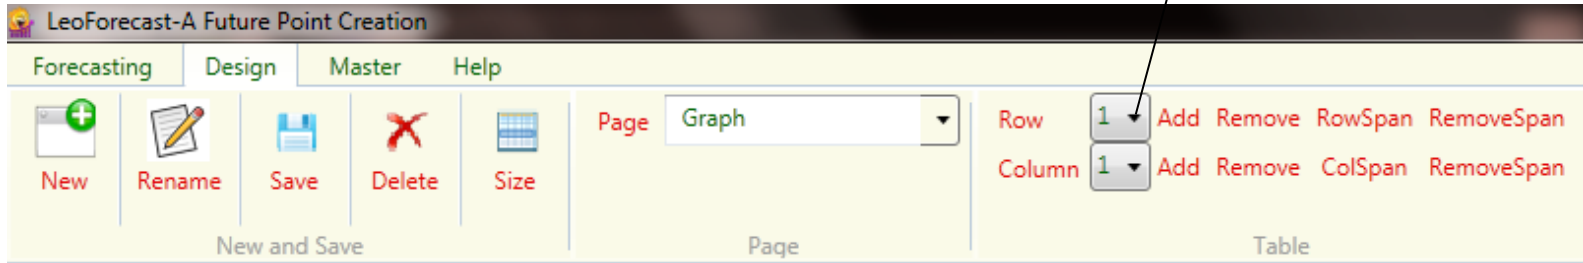 LeoForecast-A Future Point Creation
Forecasting Design Master Help
Page Graph
Row 1 Add Remove RowSpan RemoveSpan
Column 1 Add Remove ColSpan RemoveSpan
New Rename Save Delete Size
New and Save Page Table